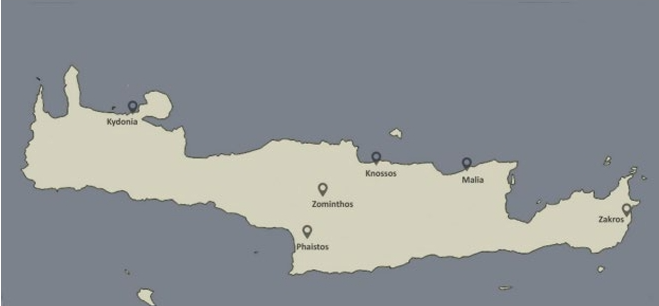 Kydonia
Knossos
Malia
Zominthos
Zakros
Phaistos